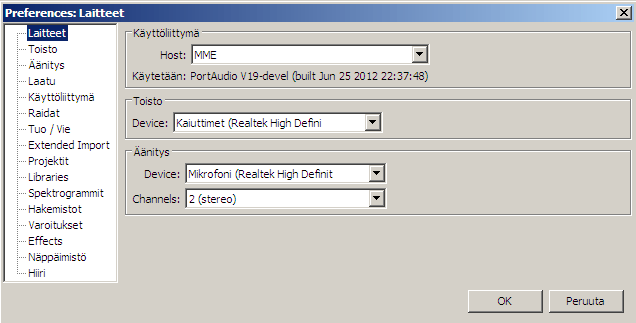 Preferences: Laitteet
Laitteet
Toisto
Äänitys
Laatu
Käyttöliittymä
Raidat
Tuo / Vie
Extended Import
Projektit
Libraries
Spektrogrammit
Hakemistot
Varoitukset
Effects
Näppäimistö
Hiiri
Käyttöliittymä
Host: MME
Käytetään: PortAudio V19-devel (built Jun 25 2012 22:37:48)
Toisto
Device: Kaiuttimet (Realtek High Defini
Äänitys
Device: Mikrofoni (Realtek High Definit
Channels: 2 (stereo)
OK Peruuta